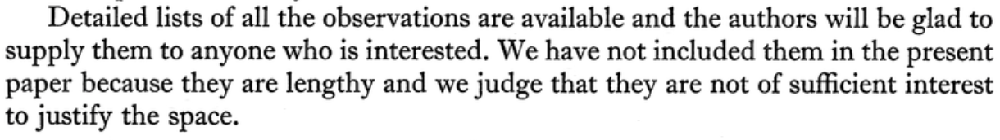 Detailed lists of all the observations are available and the authors will be glad to
supply them to anyone who is interested. We have not included them in the present
paper because they are lengthy and we judge that they are not of sufficient interest
to justify the space.